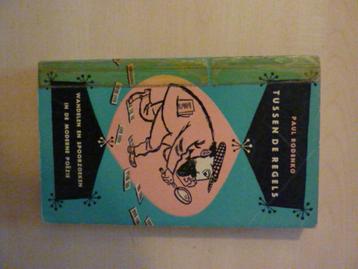 PAUL RODENKO
TUSSEN DE REGELS
WANDELEN EN SPOORZOEKEN
IN DE MODERNE POËZIE